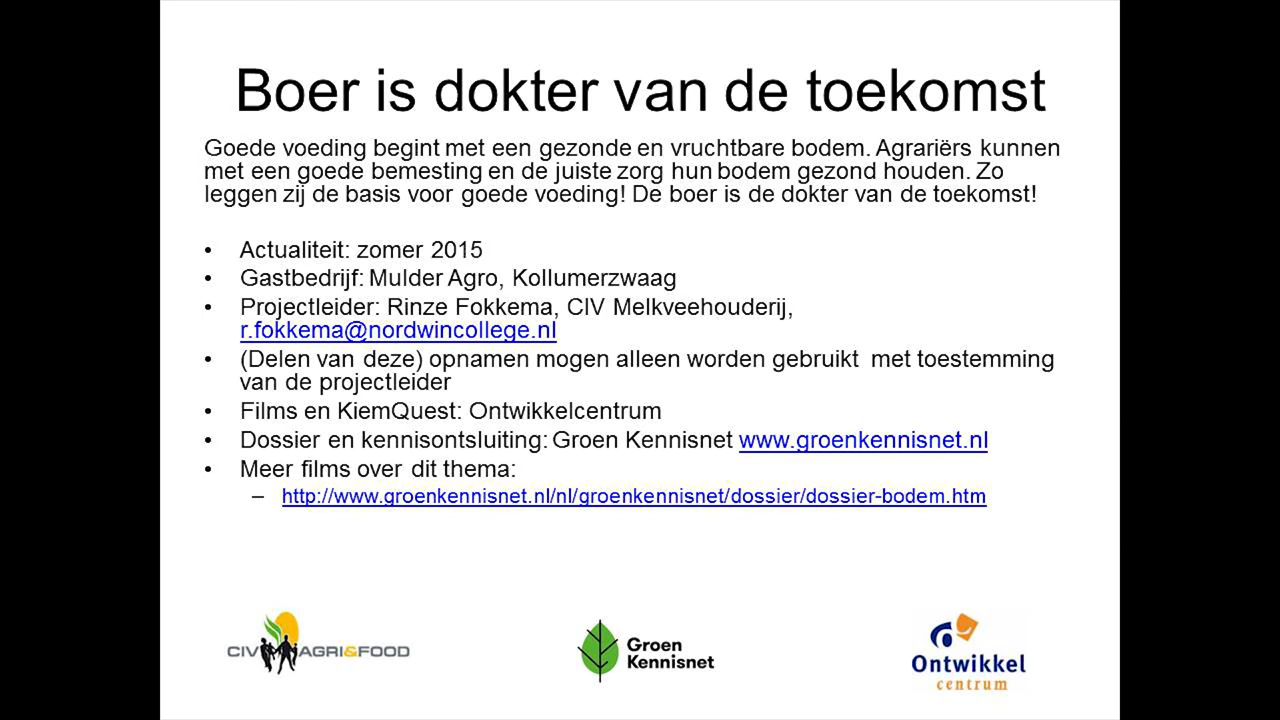 Boer is dokter van de toekomst
Goede voeding begint met een gezonde en vruchtbare bodem. Agrariërs kunnen
met een goede bemesting en de juiste zorg hun bodem gezond houden. Zo
leggen zij de basis voor goede voeding! De boer is de dokter van de toekomst!
• Actualiteit: zomer 2015
• Gastbedrijf: Mulder Agro, Kollumerzwaag
• Projectleider: Rinze Fokkema, CIV Melkveehouderij,
r.fokkema@nordwincollege.nl
• (Delen van deze) opnamen mogen alleen worden gebruikt met toestemming
van de projectleider
• Films en KiemQuest: Ontwikkelcentrum
• Dossier en kennisontsluiting: Groen Kennisnet www.groenkennisnet.nl
• Meer films over dit thema:
– http://www.groenkennisnet.nl/nl/groenkennisnet/dossier/dossier-bodem.htm
CIV AGRI&FOOD
Groen
Kennisnet
Ontwikkel
centrum